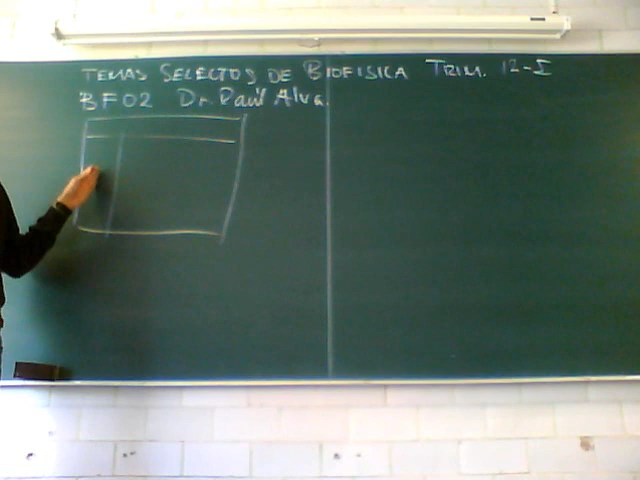 TEMAS SELECTOS DE BIOFISICA TRIM. 12-I
BF02 Dr. Raúl Alva.